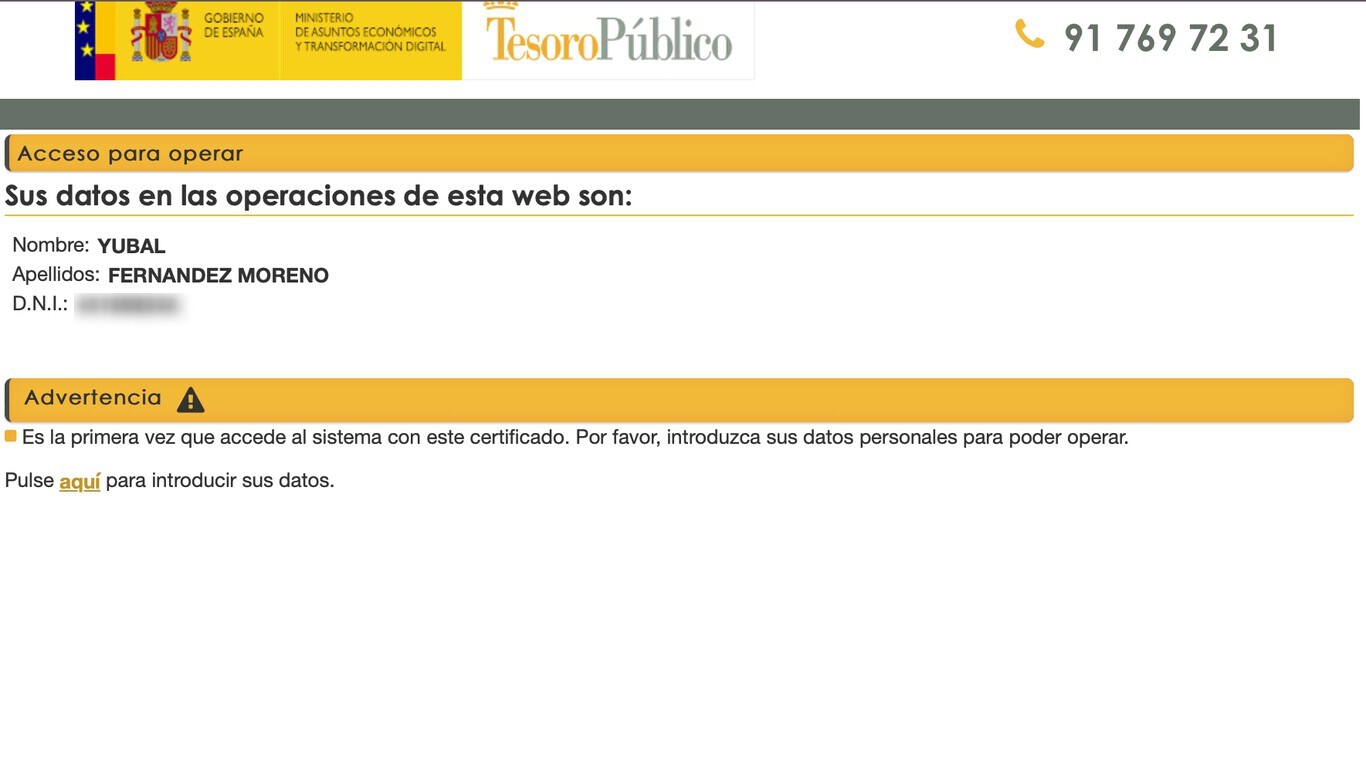 GOBIERNO
DE ESPAÑA
MINISTERIO
DE ASUNTOS ECONÓMICOS
Y TRANSFORMACIÓN DIGITAL
TesoroPúblico
91 769 72 31
Acceso para operar
Sus datos en las operaciones de esta web son:
Nombre: YUBAL
Apellidos: FERNANDEZ MORENO
D.N.I.:
Advertencia
Es la primera vez que accede al sistema con este certificado. Por favor, introduzca sus datos personales para poder operar.
Pulse aquí para introducir sus datos.